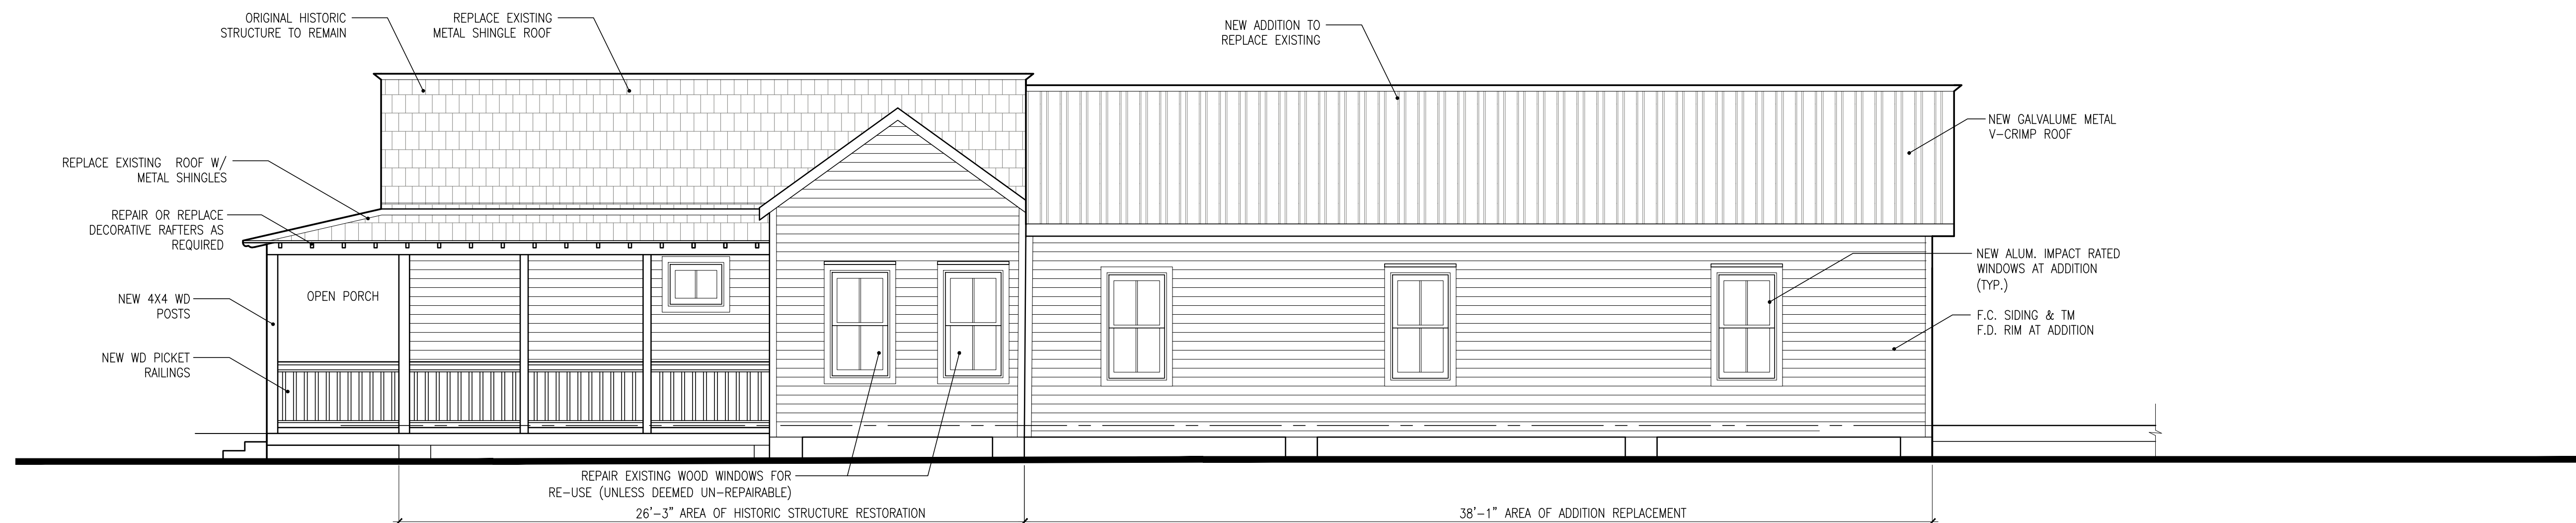 ORIGINAL HISTORIC
STRUCTURE TO REMAIN
REPLACE EXISTING
METAL SHINGLE ROOF
NEW ADDITION TO
REPLACE EXISTING
NEW GALVALUME METAL
V-CRIMP ROOF
REPLACE EXISTING ROOF W/
METAL SHINGLES
REPAIR OR REPLACE
DECORATIVE RAFTERS AS
REQUIRED
NEW ALUM. IMPACT RATED
WINDOWS AT ADDITION
(TYP.)
OPEN PORCH
NEW 4X4 WD
POSTS
F.C. SIDING & TM
F.D. RIM AT ADDITION
NEW WD PICKET
RAILINGS
REPAIR EXISTING WOOD WINDOWS FOR
RE-USE (UNLESS DEEMED UN-REPAIRABLE)
26'-3" AREA OF HISTORIC STRUCTURE RESTORATION
38'-1" AREA OF ADDITION REPLACEMENT